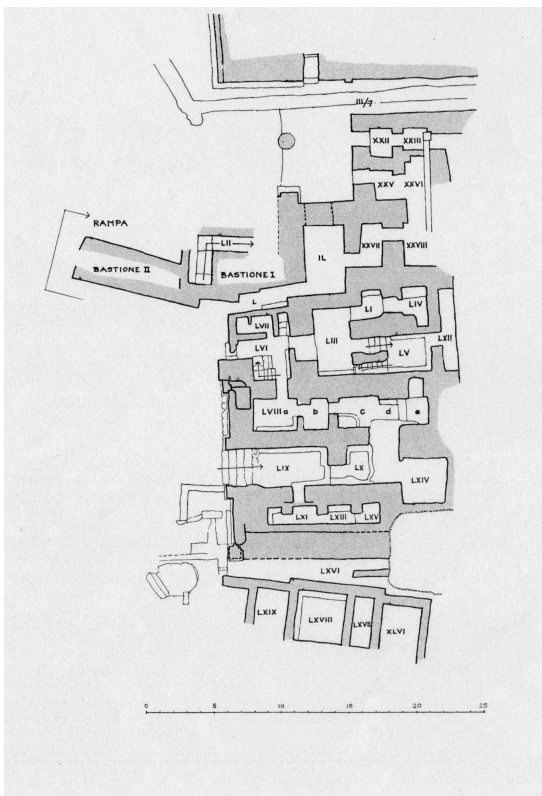 III/7
XXII XXIII
XXV XXVI
RAMPA
LII
XXVII XXVIII
IL
BASTIONE II
BASTIONE I
L
LI LIV
LVII
LIII
LXII
LVI
LV
LVIII a b c d e
LIX
LX
LXIV
LXI LXIII LXV
LXVI
LXIX
LXVIII
LXVII
XLVI
0 5 10 15 20 25